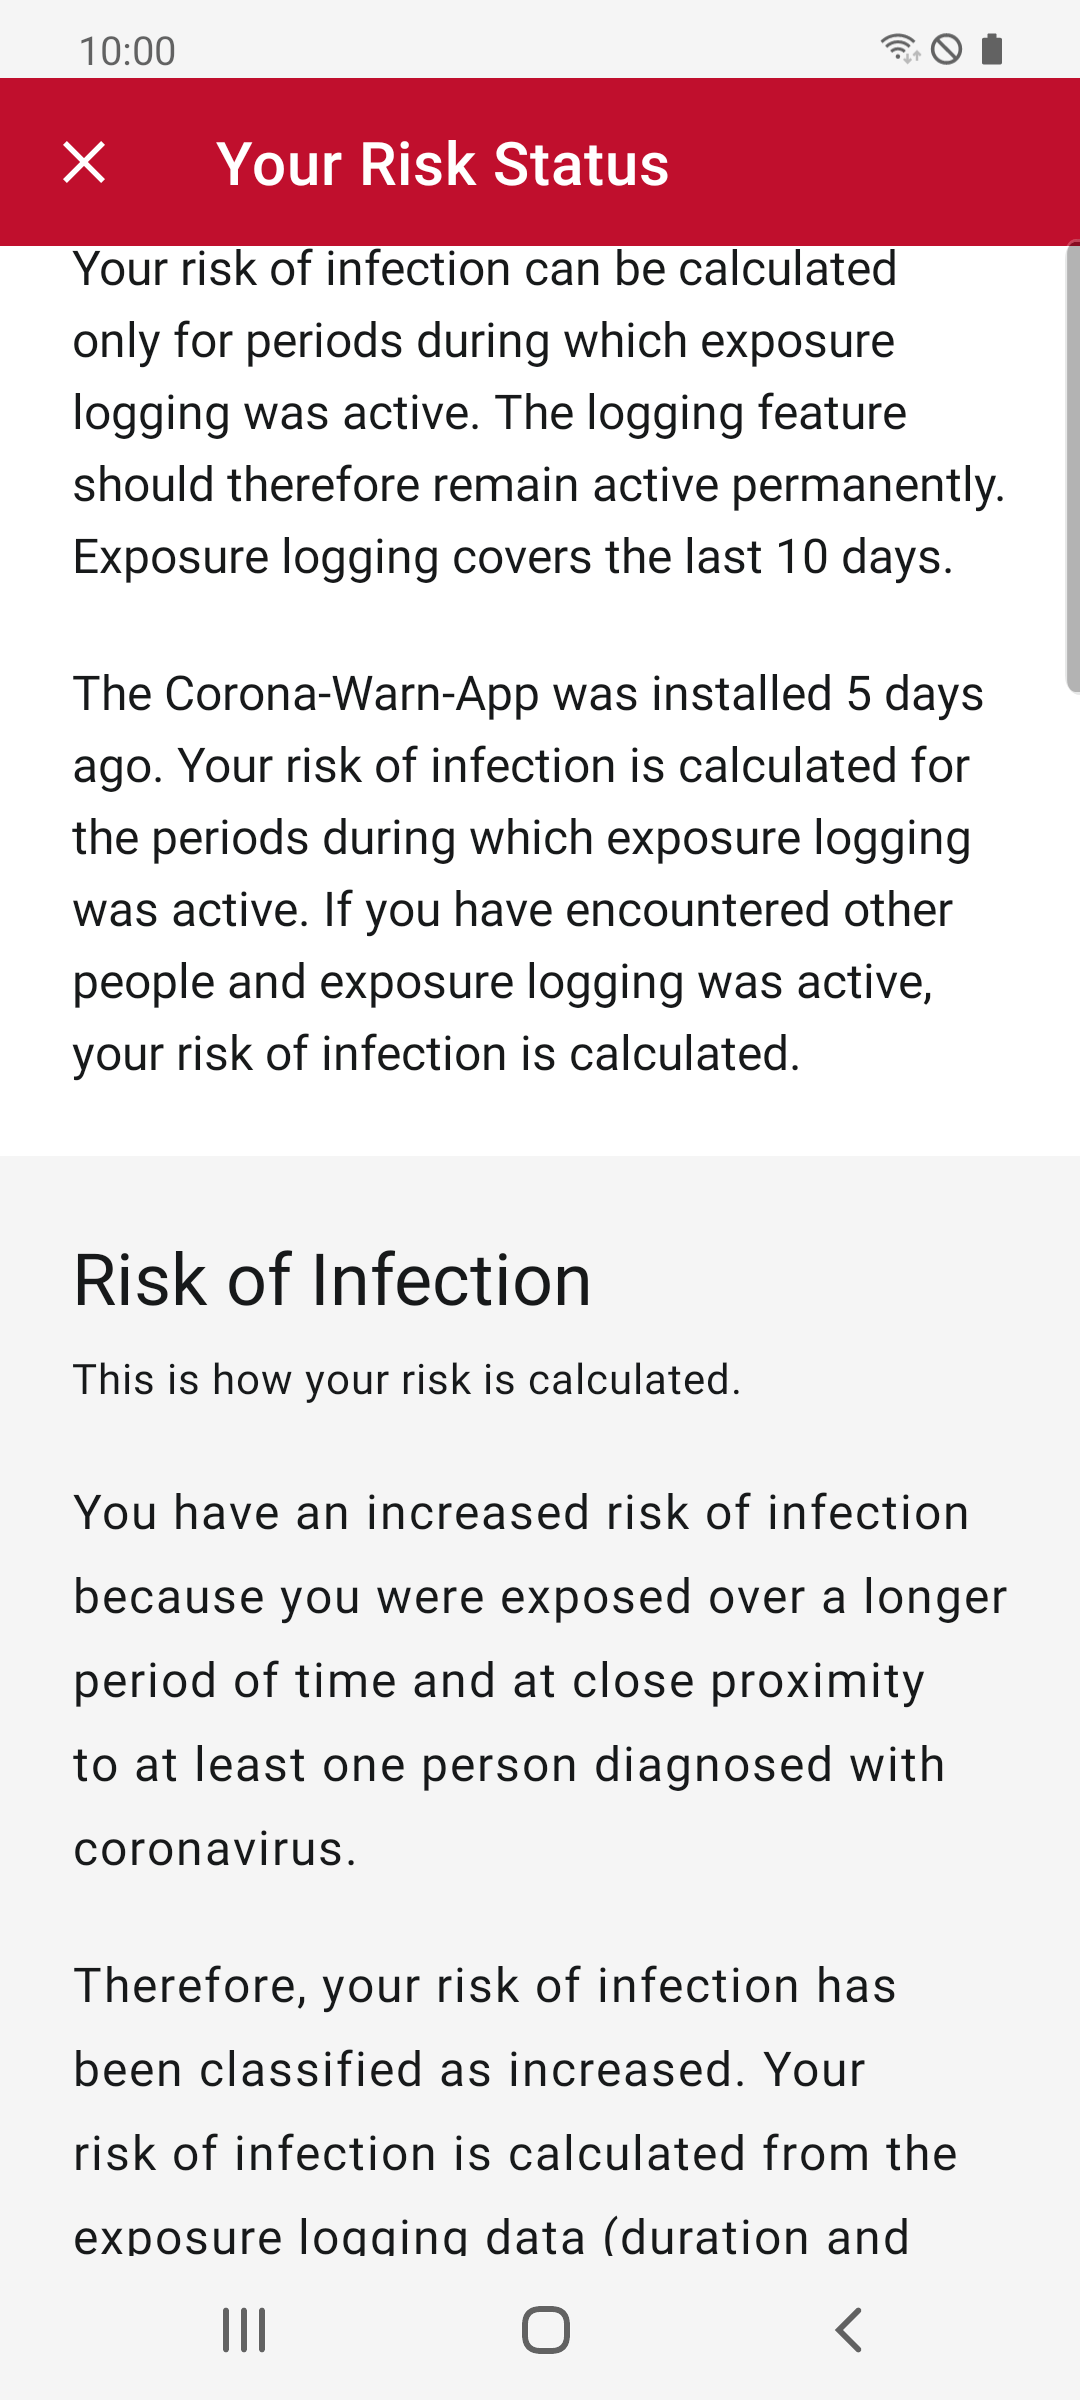 10:00
Your Risk Status
Your risk of infection can be calculated
only for periods during which exposure
logging was active. The logging feature
should therefore remain active permanently.
Exposure logging covers the last 10 days.
The Corona-Warn-App was installed 5 days
ago. Your risk of infection is calculated for
the periods during which exposure logging
was active. If you have encountered other
people and exposure logging was active,
your risk of infection is calculated.
Risk of Infection
This is how your risk is calculated.
You have an increased risk of infection
because you were exposed over a longer
period of time and at close proximity
to at least one person diagnosed with
coronavirus.
Therefore, your risk of infection has
been classified as increased. Your
risk of infection is calculated from the
exposure logging data (duration and